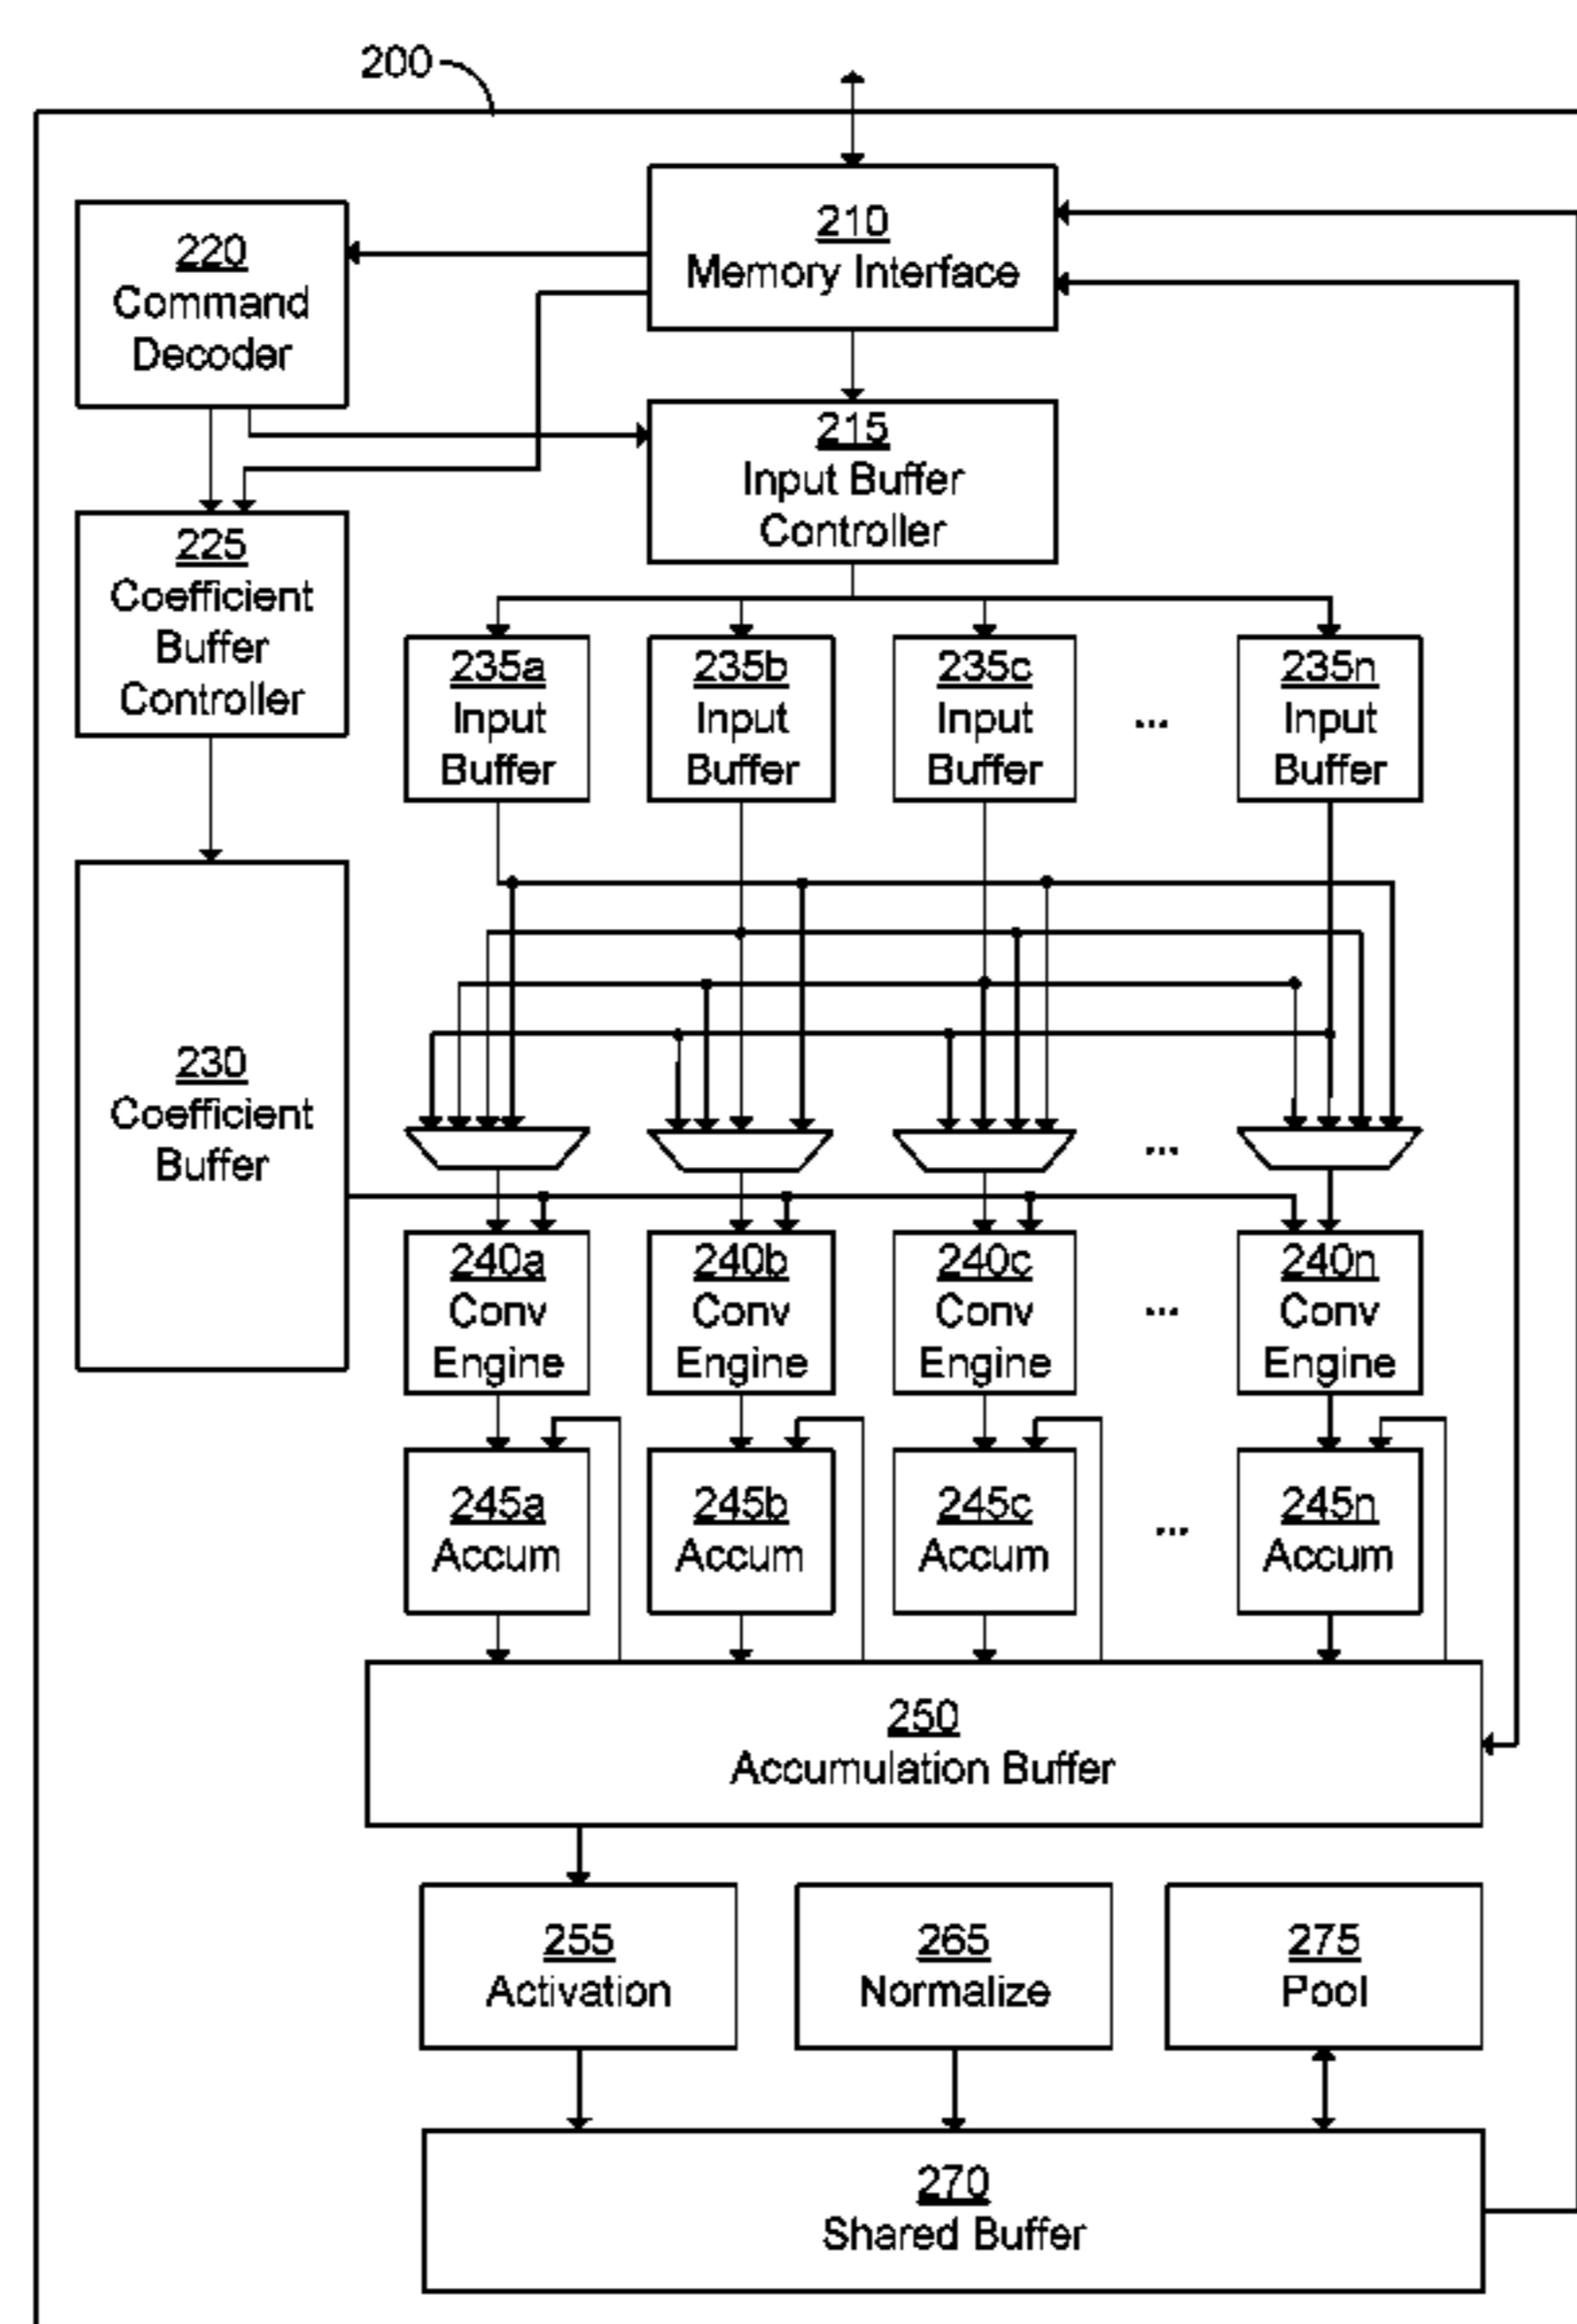 200
210
Memory Interface
220
Command
Decoder
215
Input Buffer
Controller
225
Coefficient
Buffer
Controller
235a
Input
Buffer
235b
Input
Buffer
235c
Input
Buffer
...
235n
Input
Buffer
230
Coefficient
Buffer
...
240a
Conv
Engine
240b
Conv
Engine
240c
Conv
Engine
...
240n
Conv
Engine
245a
Accum
245b
Accum
245c
Accum
...
245n
Accum
250
Accumulation Buffer
255
Activation
265
Normalize
275
Pool
270
Shared Buffer